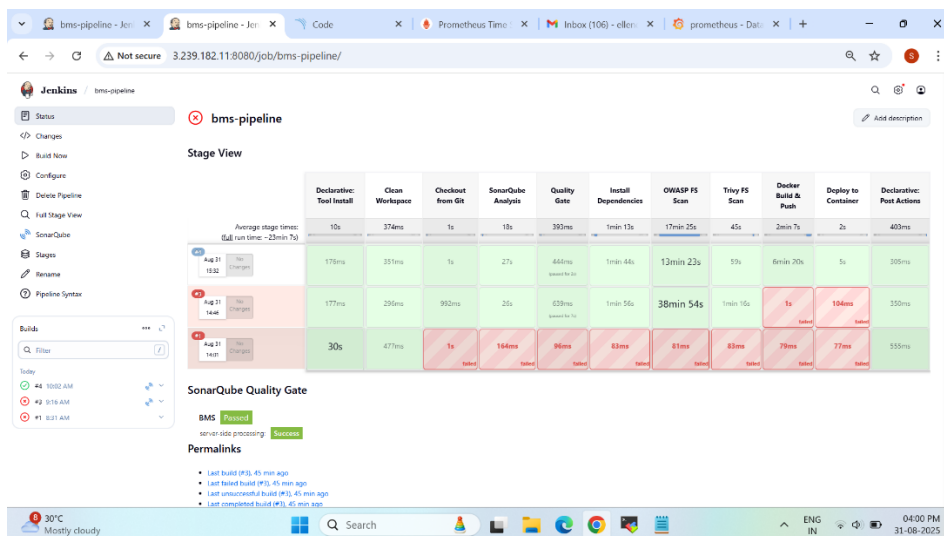 bms-pipeline - Jen
bms-pipeline - Jen
Code
Prometheus Time
Inbox (106) - ellen
prometheus - Dat
Not secure
3.239.182.11:8080/job/bms-pipeline/
S
Jenkins / bms-pipeline
Status
Changes
Build Now
Configure
Delete Pipeline
Full Stage View
SonarQube
Stages
Rename
Pipeline Syntax
Builds
Filter
/
Today
#4 10:02 AM
#3 9:16 AM
#1 8:31 AM
bms-pipeline
Add description
Stage View
Declarative: Tool Install
Clean Workspace
Checkout from Git
SonarQube Analysis
Quality Gate
Install Dependencies
OWASP FS Scan
Trivy FS Scan
Docker Build & Push
Deploy to Container
Declarative: Post Actions
Average stage times: 10s 374ms 1s 18s 393ms 1min 13s 17min 25s 45s 2min 7s 2s 403ms
(full run time: ~23min 7s)
#4
Aug 31 No
15:32 Changes
176ms 351ms 1s 27s 444ms 1min 44s 13min 23s 59s 6min 20s 5s 305ms
#3
Aug 31 No
14:46 Changes
177ms 296ms 992ms 26s 639ms 1min 56s 38min 54s 1min 16s 1s 104ms 350ms
failed failed
#1
Aug 31 No
14:01 Changes
30s 477ms 1s 164ms 96ms 83ms 81ms 83ms 79ms 77ms 555ms
failed failed failed failed failed failed failed failed
SonarQube Quality Gate
BMS Passed
server-side processing: Success
Permalinks
Last build (#3), 45 min ago
Last failed build (#3), 45 min ago
Last unsuccessful build (#3), 45 min ago
Last completed build (#3), 45 min ago
8
30°C
Mostly cloudy
Search
ENG
IN
04:00 PM
31-08-2025